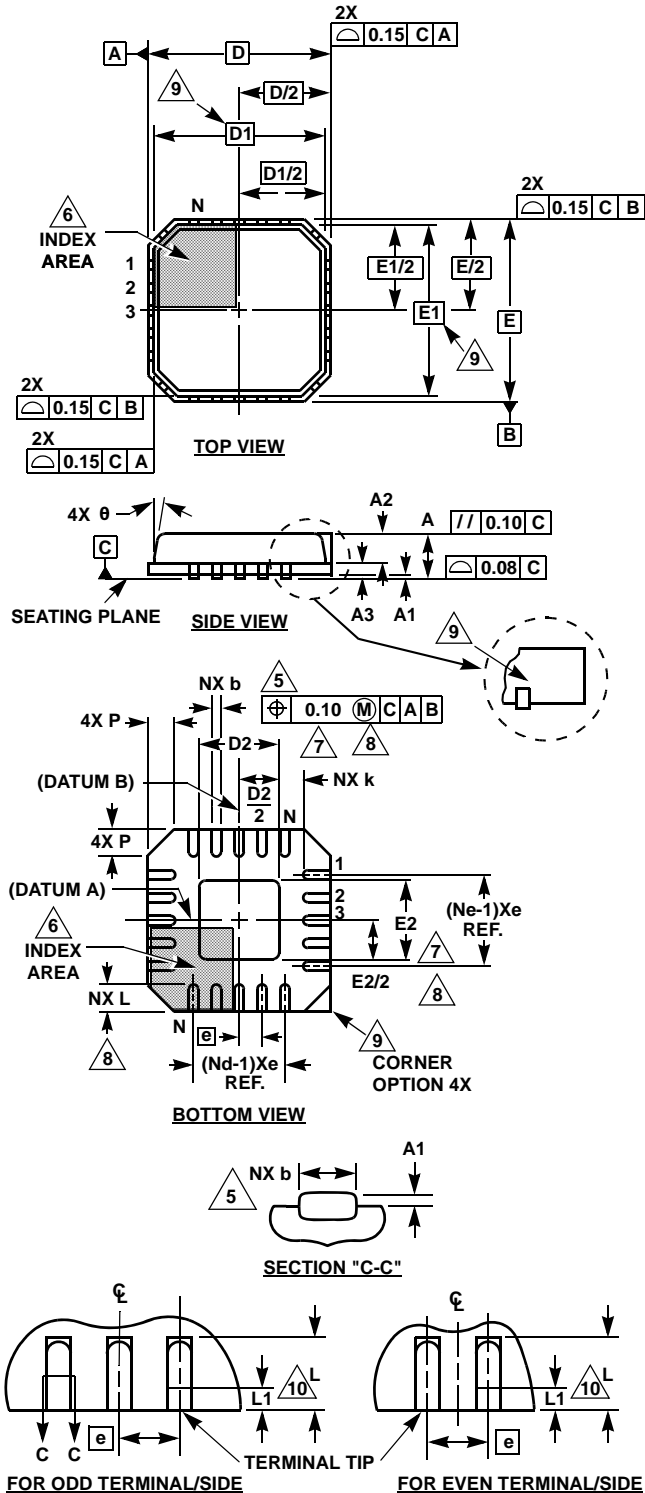 2X
⌓ 0.15 C A
A D
D/2
9
D1
D1/2
2X
⌓ 0.15 C B
6
INDEX
AREA
N
1
2
3
E1/2 E/2
E1
E
9
2X
⌓ 0.15 C B
2X
⌓ 0.15 C A
B
TOP VIEW
4X θ
A2
A // 0.10 C
C
⌓ 0.08 C
SEATING PLANE
SIDE VIEW
A3 A1
9
NX b
5
⌖ 0.10 Ⓜ C A B
4X P
D2
7 8
(DATUM B)
D2
2
N
NX k
4X P
1
2
3
(DATUM A)
6
INDEX
AREA
E2
(Ne-1)Xe
REF.
7
E2/2
8
NX L
8
N
e
(Nd-1)Xe
REF.
9
CORNER
OPTION 4X
BOTTOM VIEW
A1
NX b
5
SECTION "C-C"
℄
L
10
L1
C C
e
TERMINAL TIP
FOR ODD TERMINAL/SIDE
℄
L
10
L1
e
FOR EVEN TERMINAL/SIDE